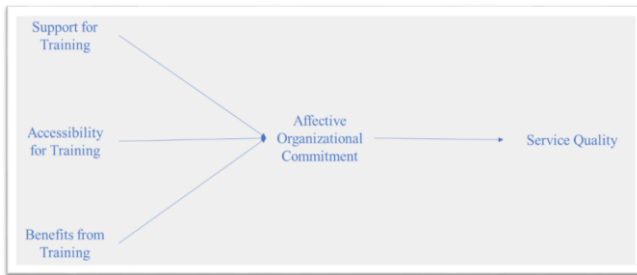 Support for
Training
Accessibility
for Training
Benefits from
Training
Affective
Organizational
Commitment
Service Quality